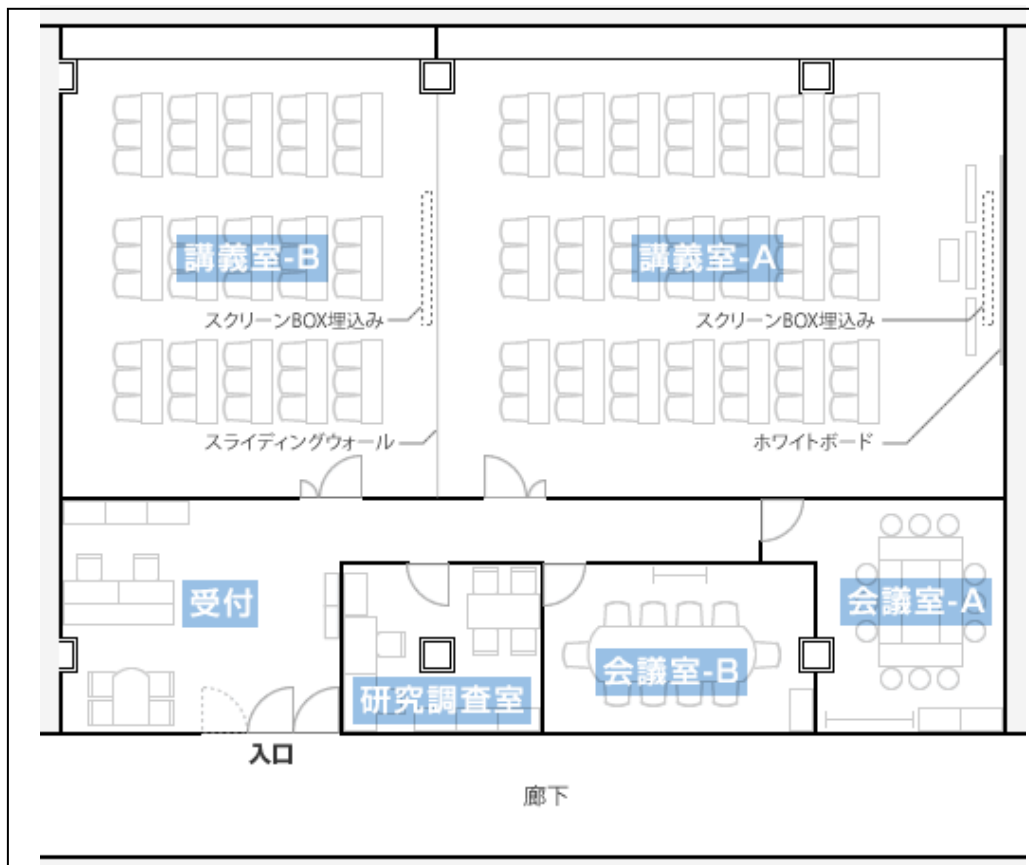 講義室-B
講義室-A
スクリーンBOX埋込み
スクリーンBOX埋込み
スライディングウォール
ホワイトボード
受付
会議室-A
研究調査室
会議室-B
入口
廊下